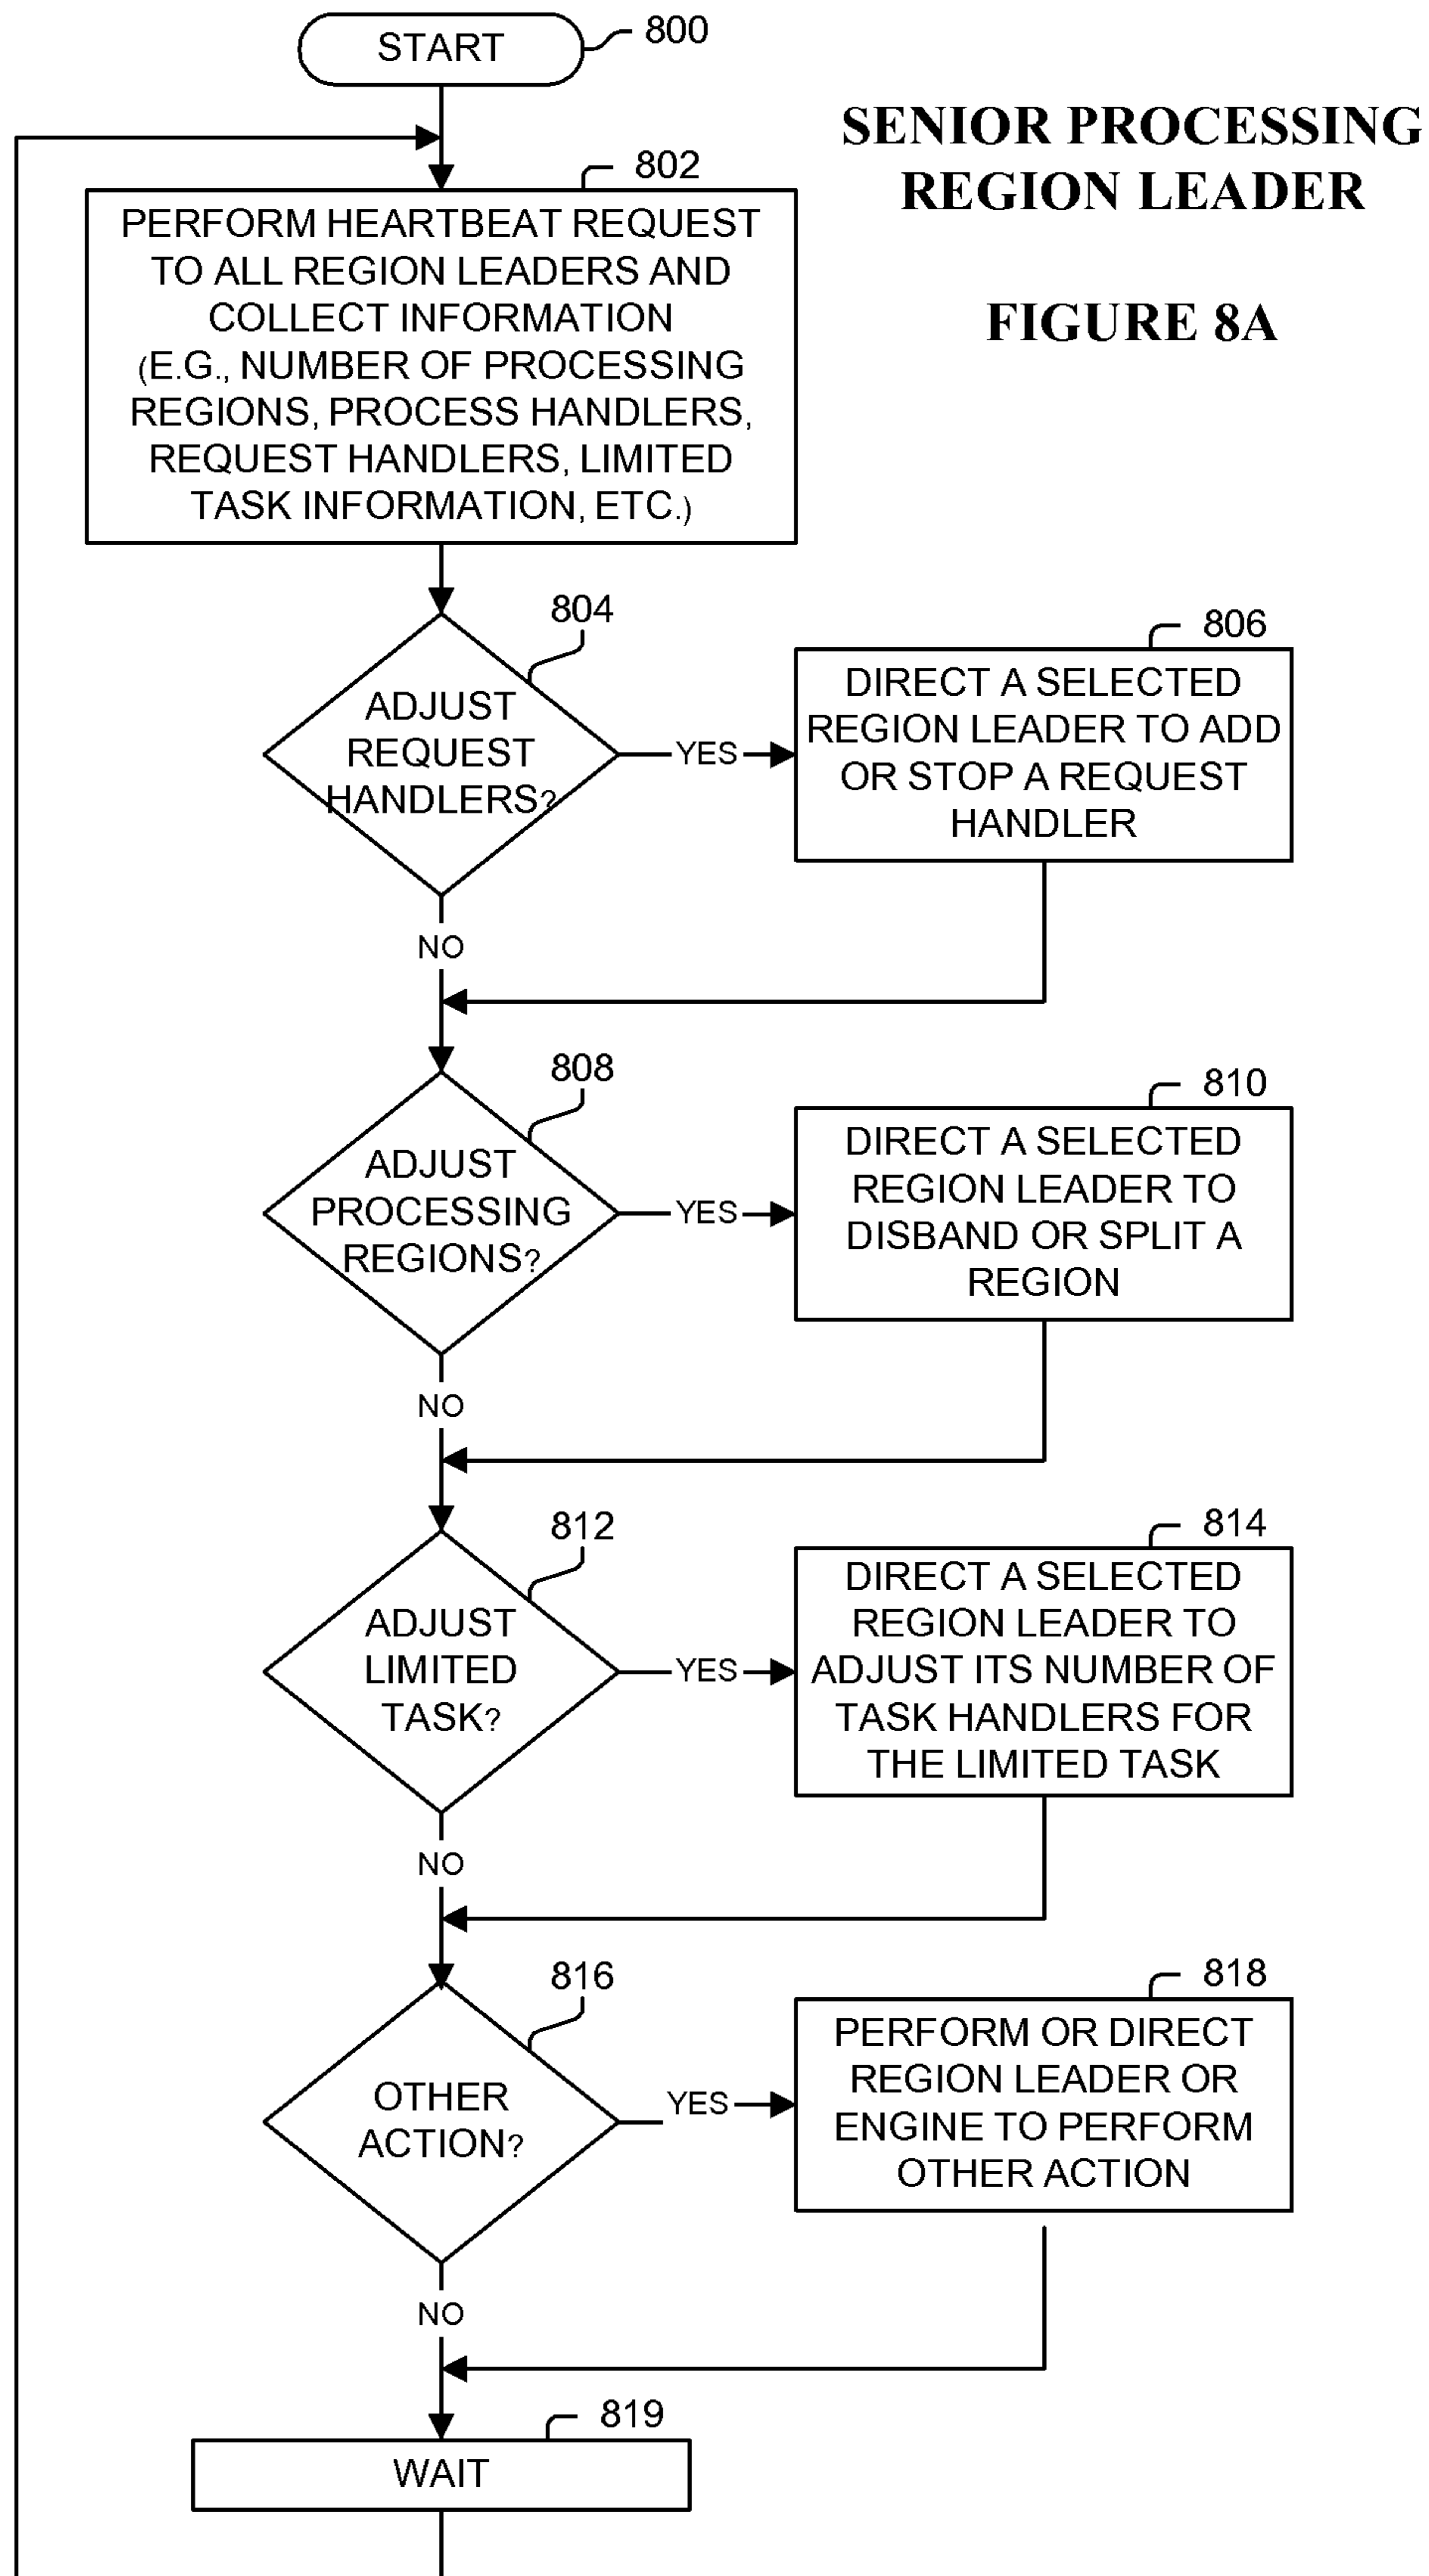 START
800
SENIOR PROCESSING
REGION LEADER
FIGURE 8A
802
PERFORM HEARTBEAT REQUEST
TO ALL REGION LEADERS AND
COLLECT INFORMATION
(E.G., NUMBER OF PROCESSING
REGIONS, PROCESS HANDLERS,
REQUEST HANDLERS, LIMITED
TASK INFORMATION, ETC.)
804
ADJUST
REQUEST
HANDLERS?
YES
806
DIRECT A SELECTED
REGION LEADER TO ADD
OR STOP A REQUEST
HANDLER
NO
808
ADJUST
PROCESSING
REGIONS?
YES
810
DIRECT A SELECTED
REGION LEADER TO
DISBAND OR SPLIT A
REGION
NO
812
ADJUST
LIMITED
TASK?
YES
814
DIRECT A SELECTED
REGION LEADER TO
ADJUST ITS NUMBER OF
TASK HANDLERS FOR
THE LIMITED TASK
NO
816
OTHER
ACTION?
YES
818
PERFORM OR DIRECT
REGION LEADER OR
ENGINE TO PERFORM
OTHER ACTION
NO
819
WAIT